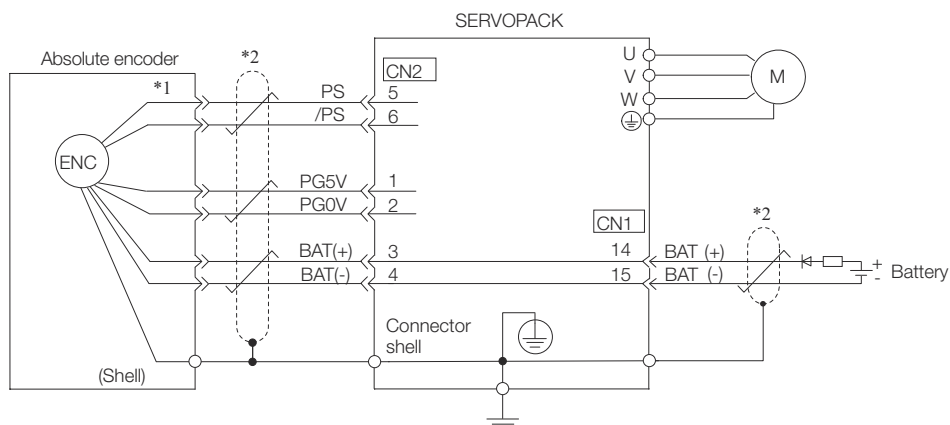 SERVOPACK
Absolute encoder
*2
*1
ENC
CN2
PS 5
/PS 6
PG5V 1
PG0V 2
BAT(+) 3
BAT(-) 4
U
V
W
M
CN1
*2
14 BAT (+)
15 BAT (-)
+
-
Battery
Connector
shell
(Shell)